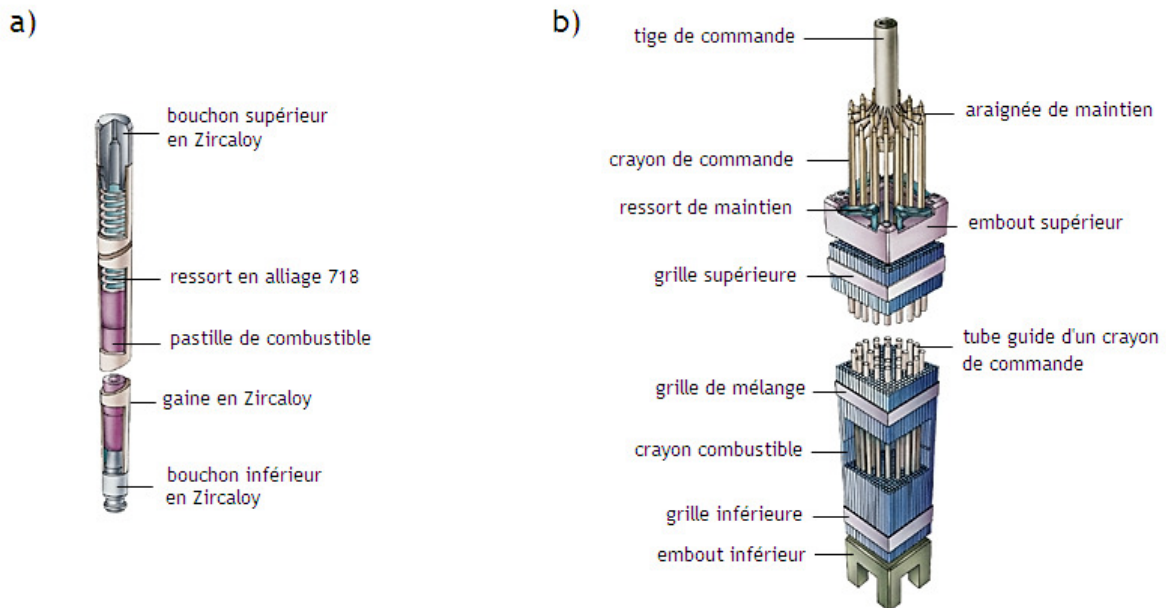 a)
bouchon supérieur
en Zircaloy
ressort en alliage 718
pastille de combustible
gaine en Zircaloy
bouchon inférieur
en Zircaloy
b)
tige de commande
araignée de maintien
crayon de commande
ressort de maintien
embout supérieur
grille supérieure
tube guide d'un crayon
de commande
grille de mélange
crayon combustible
grille inférieure
embout inférieur